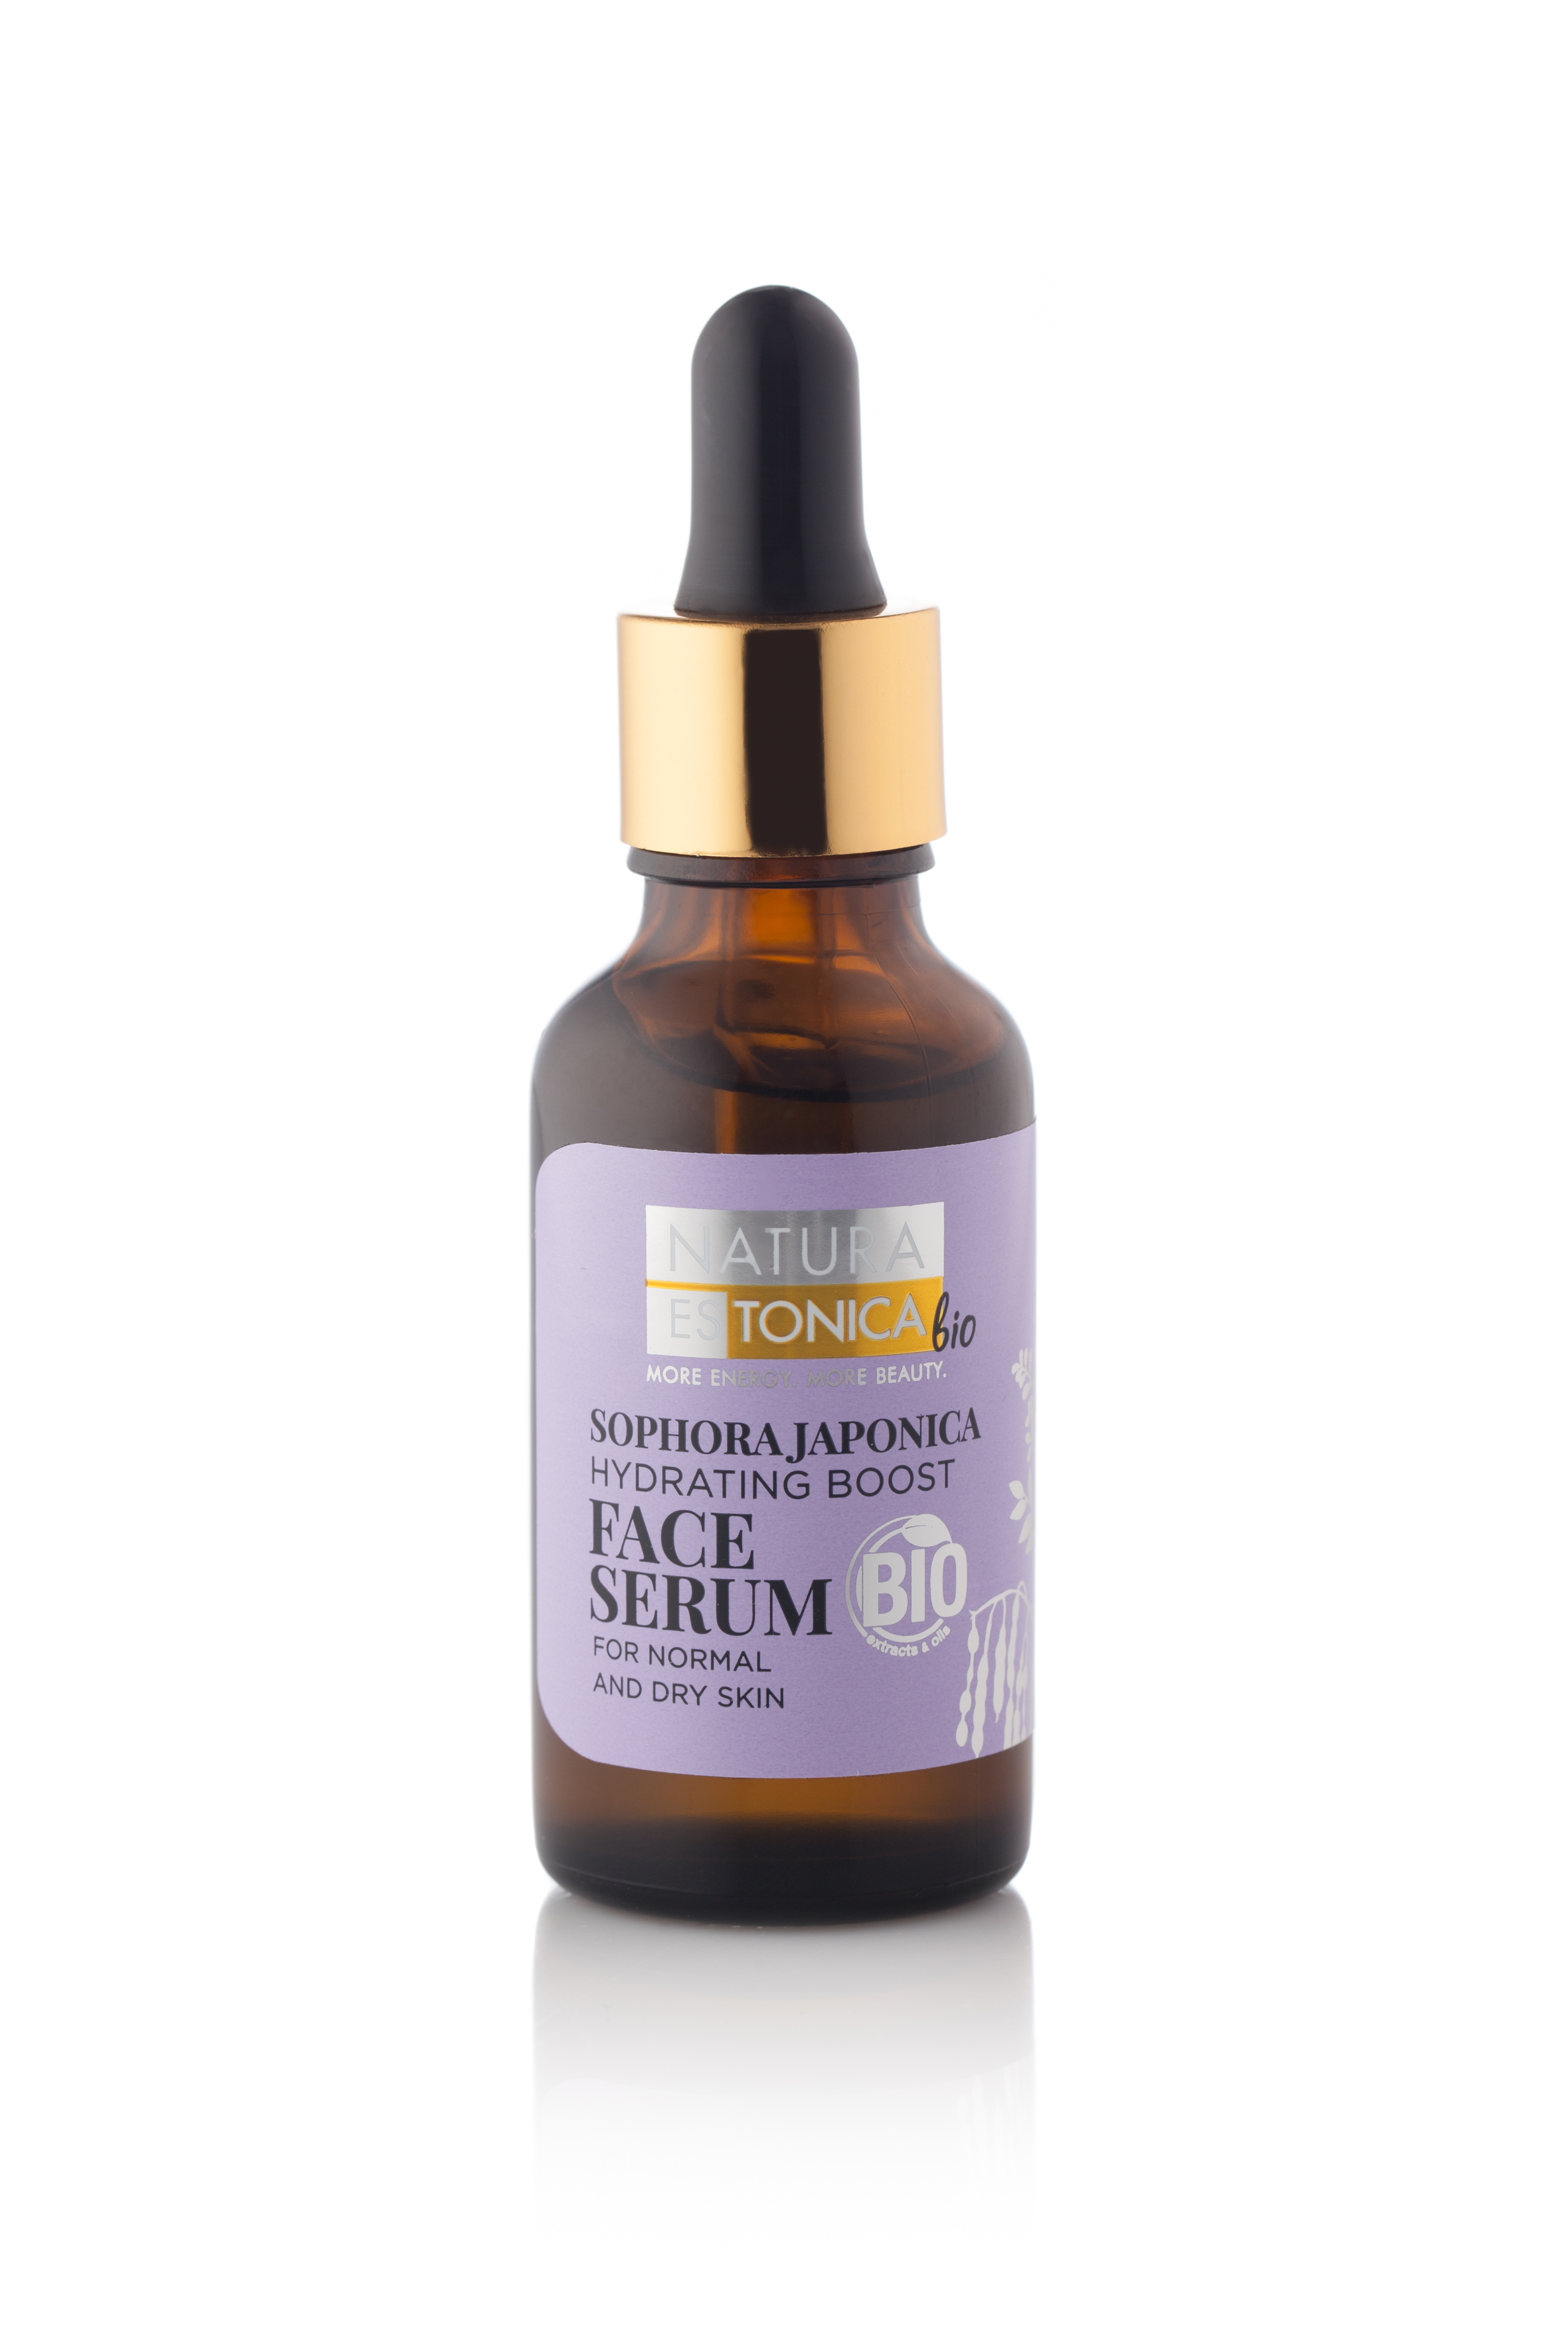 NATURA
ESTONICA bio
MORE ENERGY. MORE BEAUTY.
SOPHORA JAPONICA
HYDRATING BOOST
FACE
SERUM
BIO
extracts & oils
FOR NORMAL
AND DRY SKIN